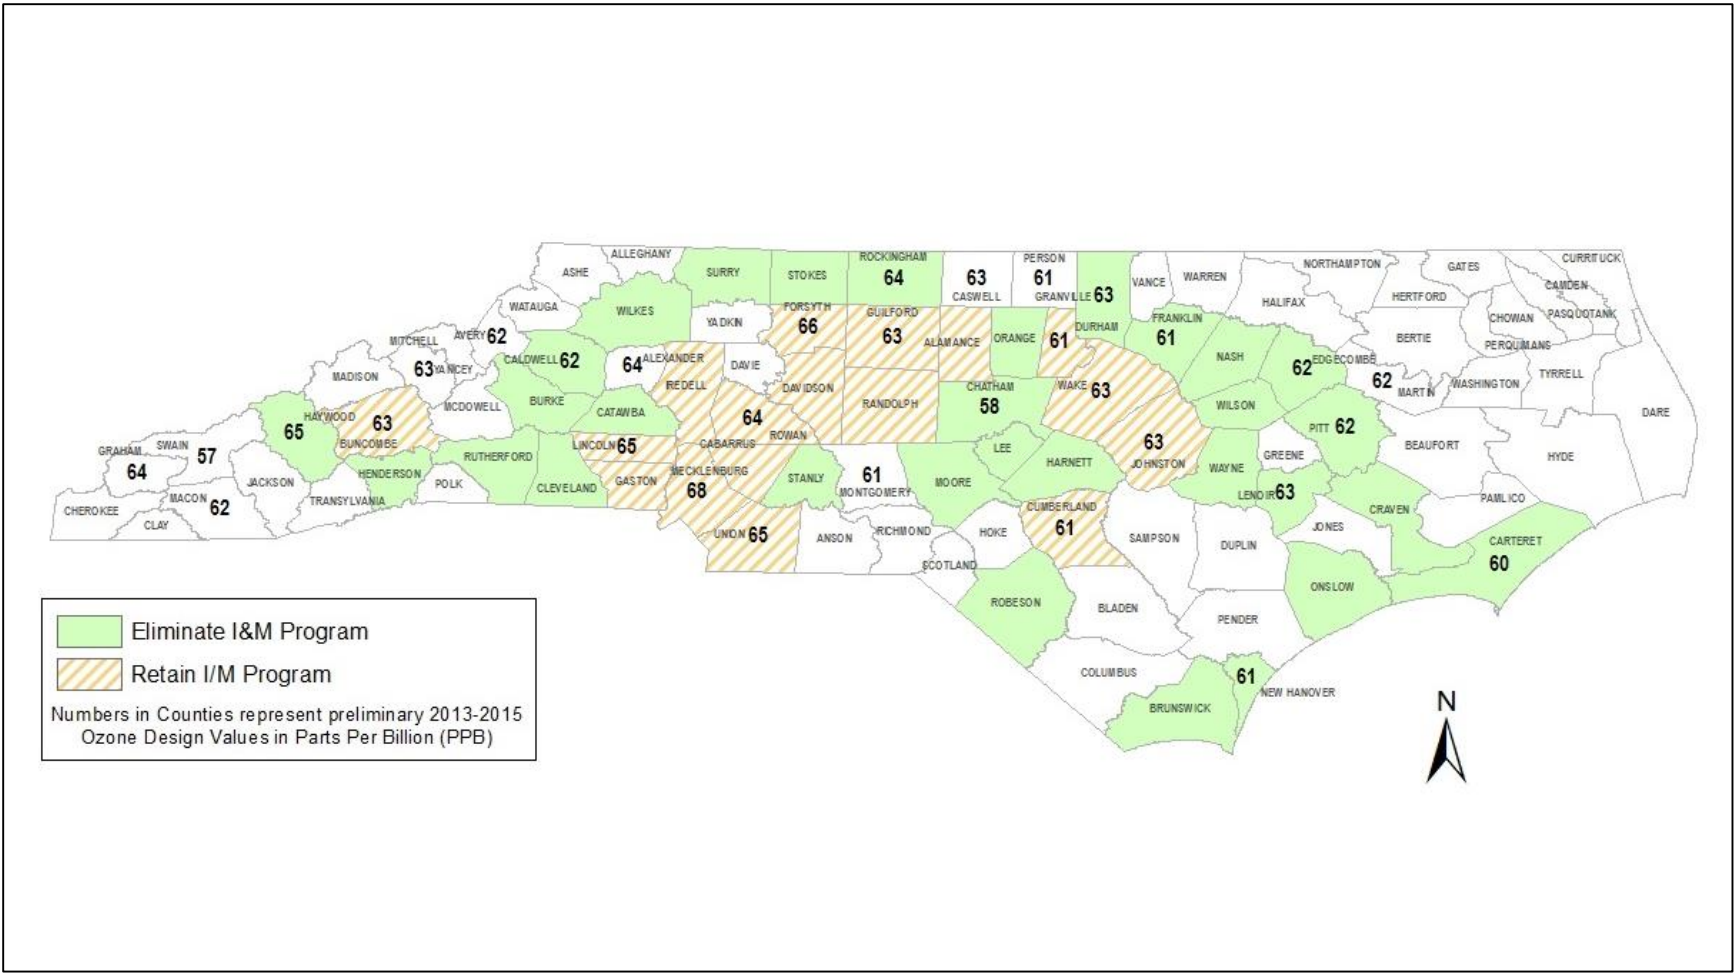 ALLEGHANY
ASHE
SURRY
STOKES
ROCKINGHAM
64
63
CASWELL
PERSON
61
GRANVILLE
63
VANCE
WARREN
NORTHAMPTON
GATES
CURRITUCK
CAMDEN
PASQUOTANK
HERTFORD
HALIFAX
CHOWAN
PERQUIMANS
BERTIE
WATAUGA
WILKES
YADKIN
FORSYTH
66
GUILFORD
63
ALAMANCE
ORANGE
61
DURHAM
FRANKLIN
61
NASH
62
EDGECOMBE
62
MARTIN
WASHINGTON
TYRRELL
DARE
MITCHELL
AVERY
62
CALDWELL
62
64
ALEXANDER
IREDELL
DAVIE
DAVIDSON
RANDOLPH
CHATHAM
58
WAKE
63
WILSON
PITT
62
BEAUFORT
HYDE
63
YANCEY
MADISON
MCDOWELL
BURKE
CATAWBA
64
ROWAN
HAYWOOD
65
63
BUNCOMBE
SWAIN
57
GRAHAM
64
JACKSON
HENDERSON
RUTHERFORD
POLK
CLEVELAND
LINCOLN
65
GASTON
CABARRUS
MECKLENBURG
68
STANLY
61
MONTGOMERY
MOORE
LEE
HARNETT
63
JOHNSTON
WAYNE
GREENE
LENOIR
63
CRAVEN
PAMLICO
JONES
CHEROKEE
MACON
62
CLAY
TRANSYLVANIA
UNION
65
ANSON
RICHMOND
SCOTLAND
HOKE
CUMBERLAND
61
SAMPSON
DUPLIN
ONSLOW
CARTERET
60
ROBESON
BLADEN
PENDER
COLUMBUS
61
NEW HANOVER
BRUNSWICK
Eliminate I&M Program
Retain I/M Program
Numbers in Counties represent preliminary 2013-2015
Ozone Design Values in Parts Per Billion (PPB)
N